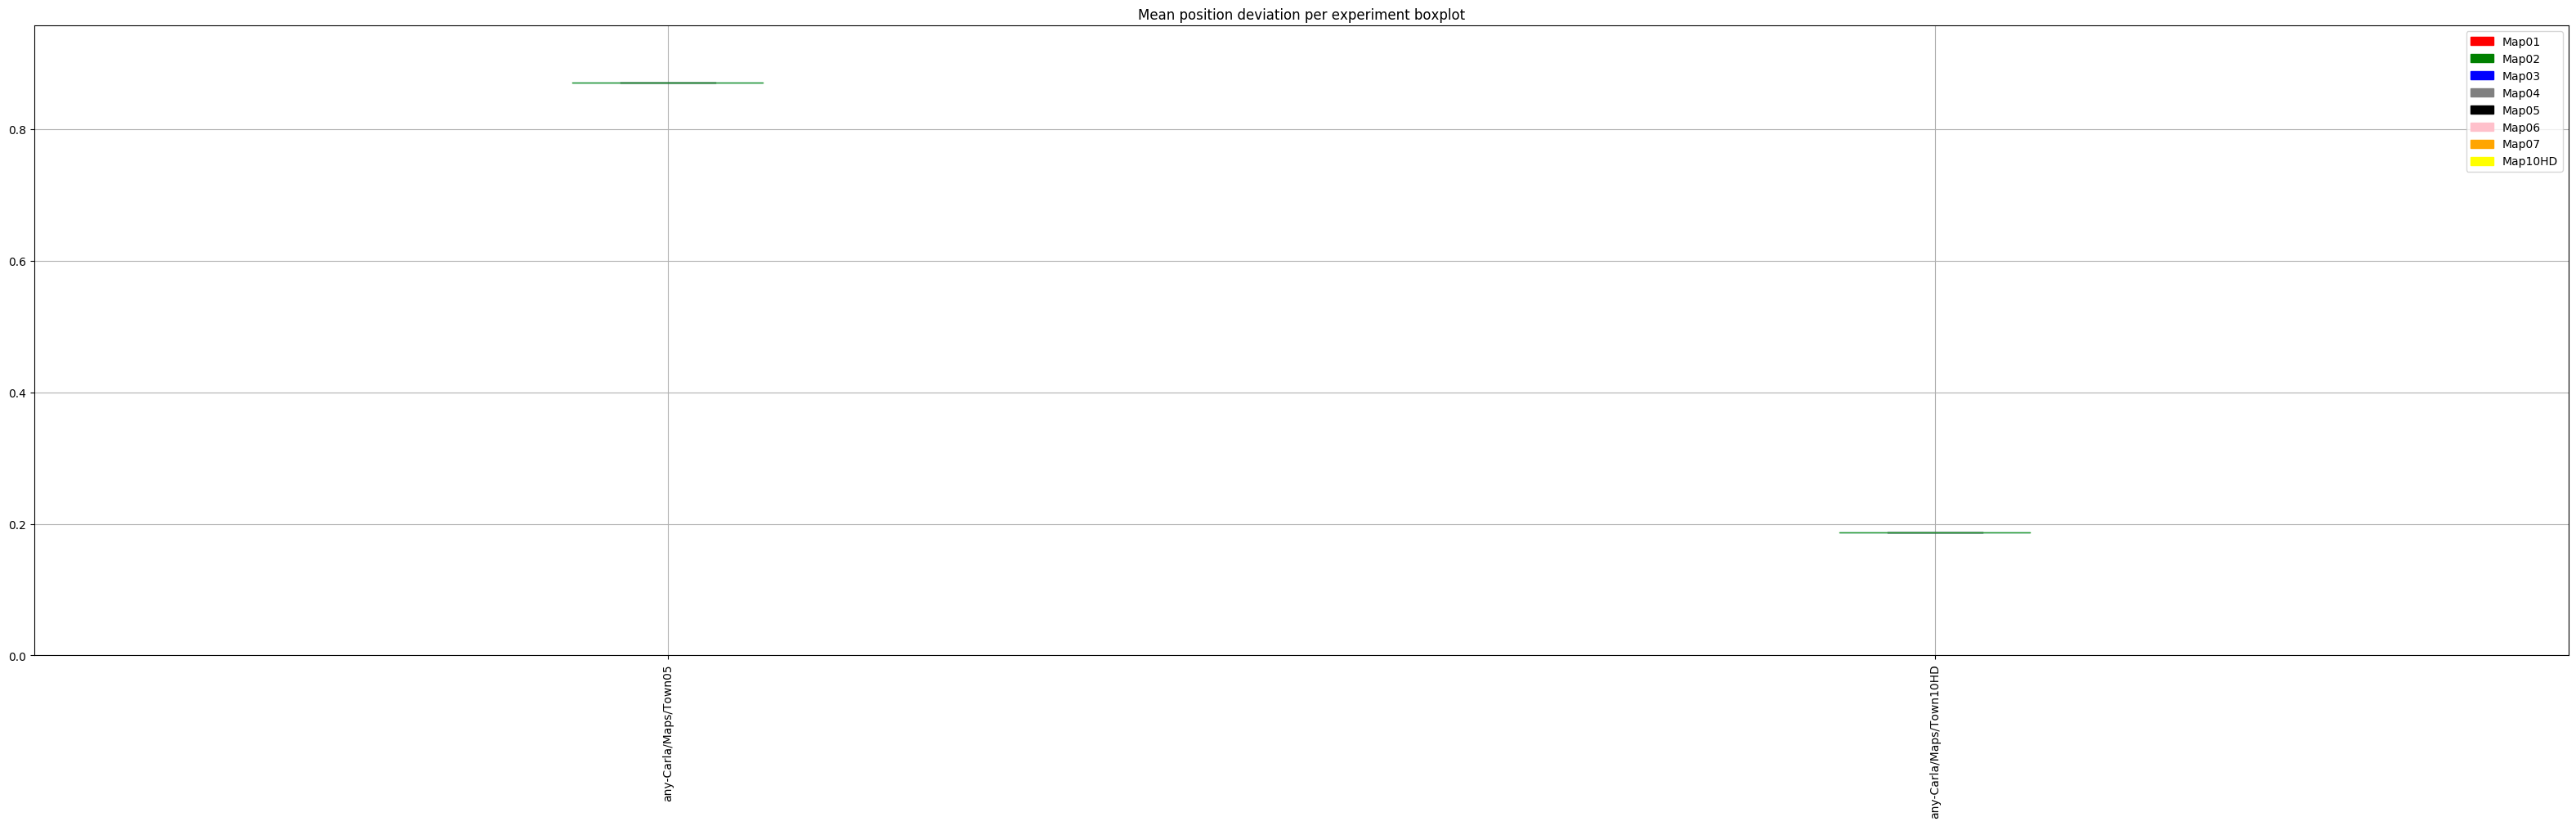 Mean position deviation per experiment boxplot
Map01
Map02
Map03
Map04
Map05
Map06
Map07
Map10HD
0.8
0.6
0.4
0.2
0.0
any-Carla/Maps/Town05
any-Carla/Maps/Town10HD